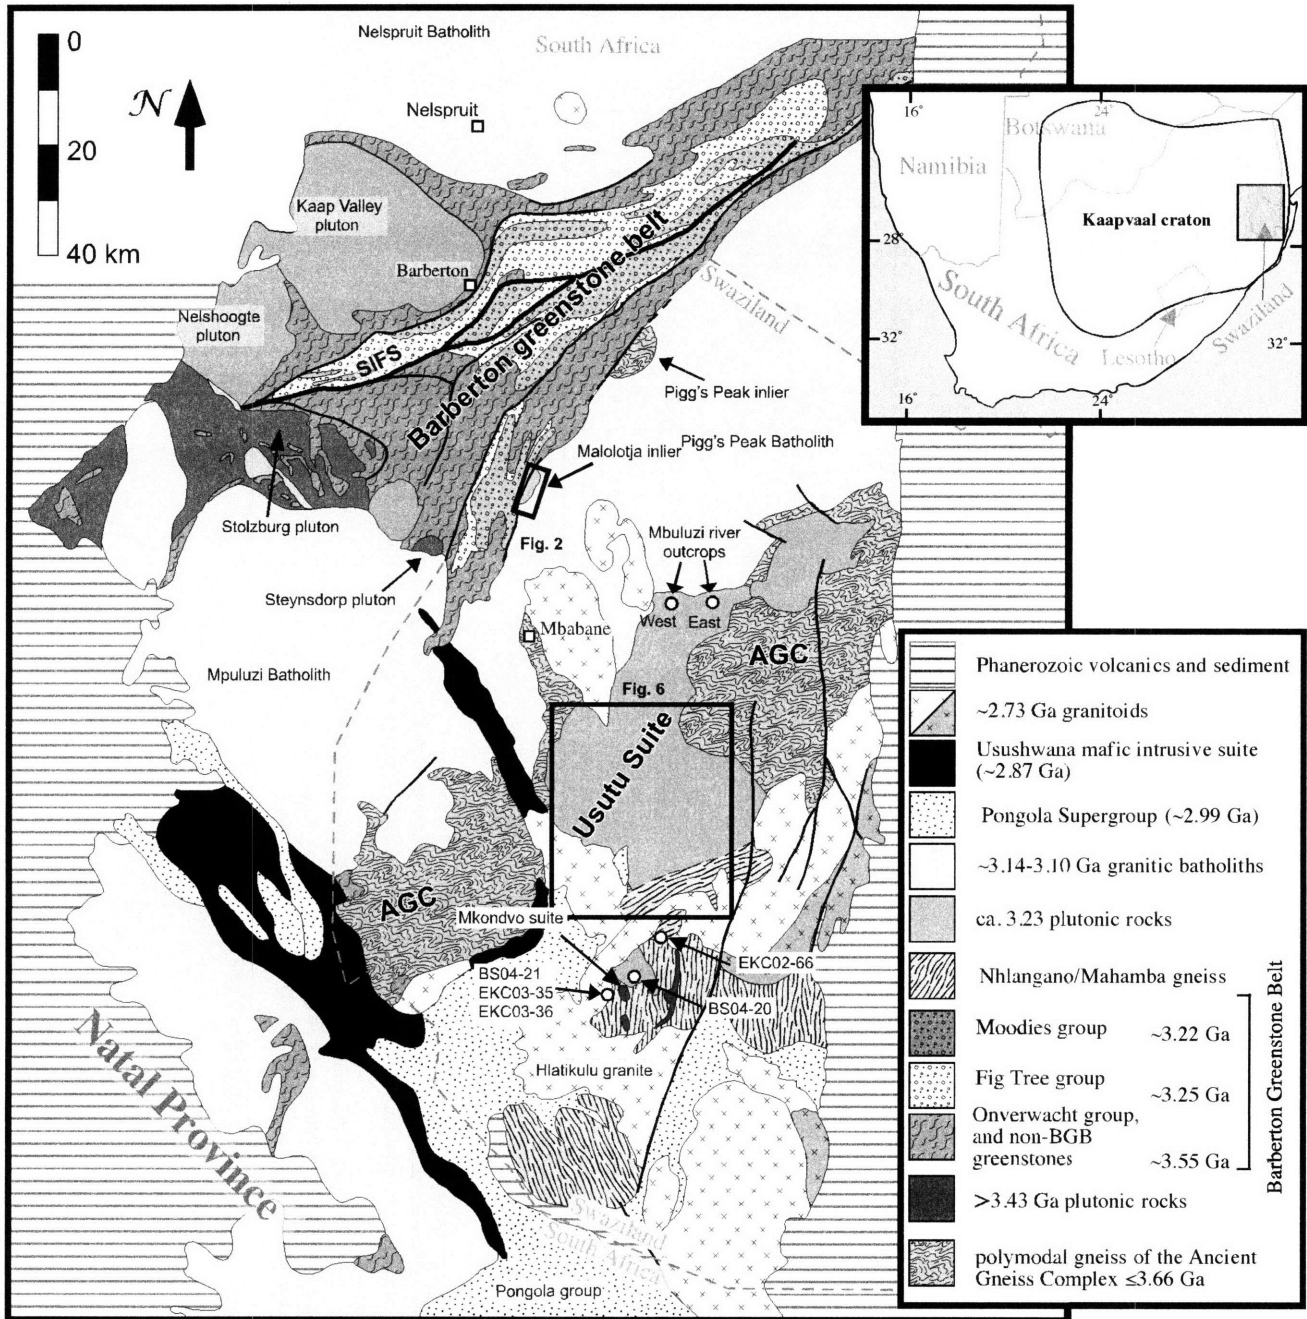 0
20
40 km
N
Nelspruit Batholith
South Africa
Nelspruit
Kaap Valley
pluton
Barberton
Nelshoogte
pluton
SIFS
Barberton greenstone belt
Swaziland
Pigg's Peak inlier
Pigg's Peak Batholith
Malolotja inlier
Stolzburg pluton
Fig. 2
Mbuluzi river
outcrops
West
East
Steynsdorp pluton
Mbabane
AGC
Mpuluzi Batholith
Fig. 6
Usutu Suite
AGC
Mkondvo suite
EKC02-66
BS04-21
EKC03-35
EKC03-36
BS04-20
Hlatikulu granite
Natal Province
Swaziland
South Africa
Pongola group
16°
24°
Botswana
Namibia
Kaapvaal craton
28°
South Africa
Swaziland
32°
Lesotho
32°
16°
24°
Phanerozoic volcanics and sediment
~2.73 Ga granitoids
Usushwana mafic intrusive suite
(~2.87 Ga)
Pongola Supergroup (~2.99 Ga)
~3.14-3.10 Ga granitic batholiths
ca. 3.23 plutonic rocks
Nhlangano/Mahamba gneiss
Moodies group ~3.22 Ga
Fig Tree group ~3.25 Ga
Onverwacht group,
and non-BGB
greenstones ~3.55 Ga
Barberton Greenstone Belt
>3.43 Ga plutonic rocks
polymodal gneiss of the Ancient
Gneiss Complex ≤3.66 Ga